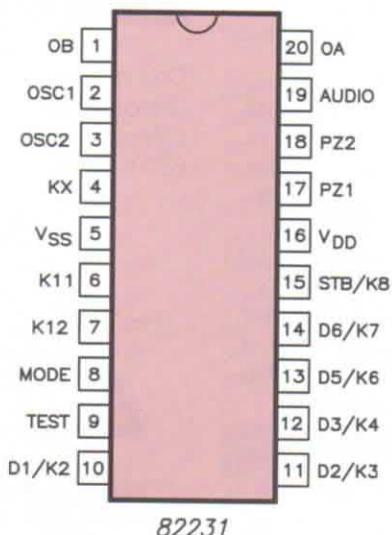 OB 1
OSC1 2
OSC2 3
KX 4
VSS 5
K11 6
K12 7
MODE 8
TEST 9
D1/K2 10
20 OA
19 AUDIO
18 PZ2
17 PZ1
16 VDD
15 STB/K8
14 D6/K7
13 D5/K6
12 D3/K4
11 D2/K3
82231